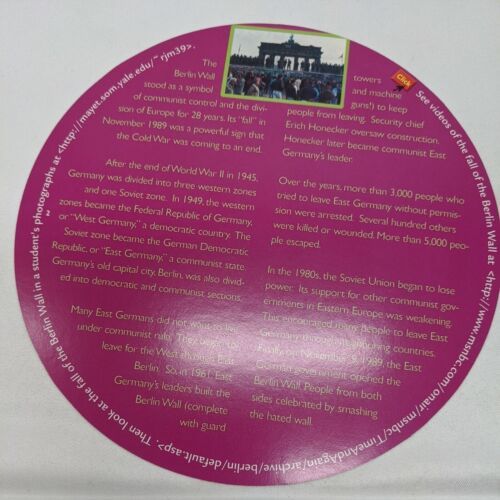 The
Berlin Wall
stood as a symbol
of communist control and the divi-
sion of Europe for 28 years. Its "fall" in
November 1989 was a powerful sign that
the Cold War was coming to an end.
After the end of World War II in 1945,
Germany was divided into three western zones
and one Soviet zone. In 1949, the western
zones became the Federal Republic of Germany,
or "West Germany," a democratic country. The
Soviet zone became the German Democratic
Republic, or "East Germany," a communist state
Germany's old capital city, Berlin, was also divid-
ed into democratic and communist sections.
Many East Germans did not want to live
under communist rule. They began to
leave for the West through East
Berlin. So, in 1961, East
Germany's leaders built the
Berlin Wall (complete
with guard
towers
and machine
guns!) to keep
people from leaving. Security chief
Erich Honecker oversaw construction.
Honecker later became communist East
Germany's leader.
Over the years, more than 3,000 people who
tried to leave East Germany without permis-
sion were arrested. Several hundred others
were killed or wounded. More than 5,000 peo-
ple escaped.
In the 1980s, the Soviet Union began to lose
power. Its support for other communist gov-
ernments in Eastern Europe was weakening.
This encouraged many people to leave East
Germany through neighboring countries.
Finally, on November 9, 1989, the East
German government opened the
Berlin Wall. People from both
sides celebrated by smashing
the hated wall.
Click
See videos of the fall of the Berlin Wall at <http://www.msnbc.com/onair/msnbc/TimeAndAgain/archive/berlin/default.asp>. Then look at the fall of the Berlin Wall in a student's photographs at <http://mayet.som.yale.edu/~rjm39>.